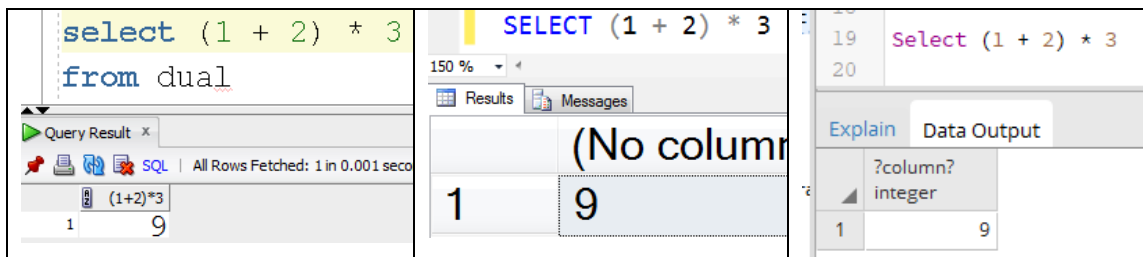 select (1 + 2) * 3
from dual
Query Result x
SQL | All Rows Fetched: 1 in 0.001 seco
(1+2)*3
1 9
SELECT (1 + 2) * 3
150 %
Results Messages
(No column
1 9
19 Select (1 + 2) * 3
20
Explain Data Output
?column?
integer
1 9